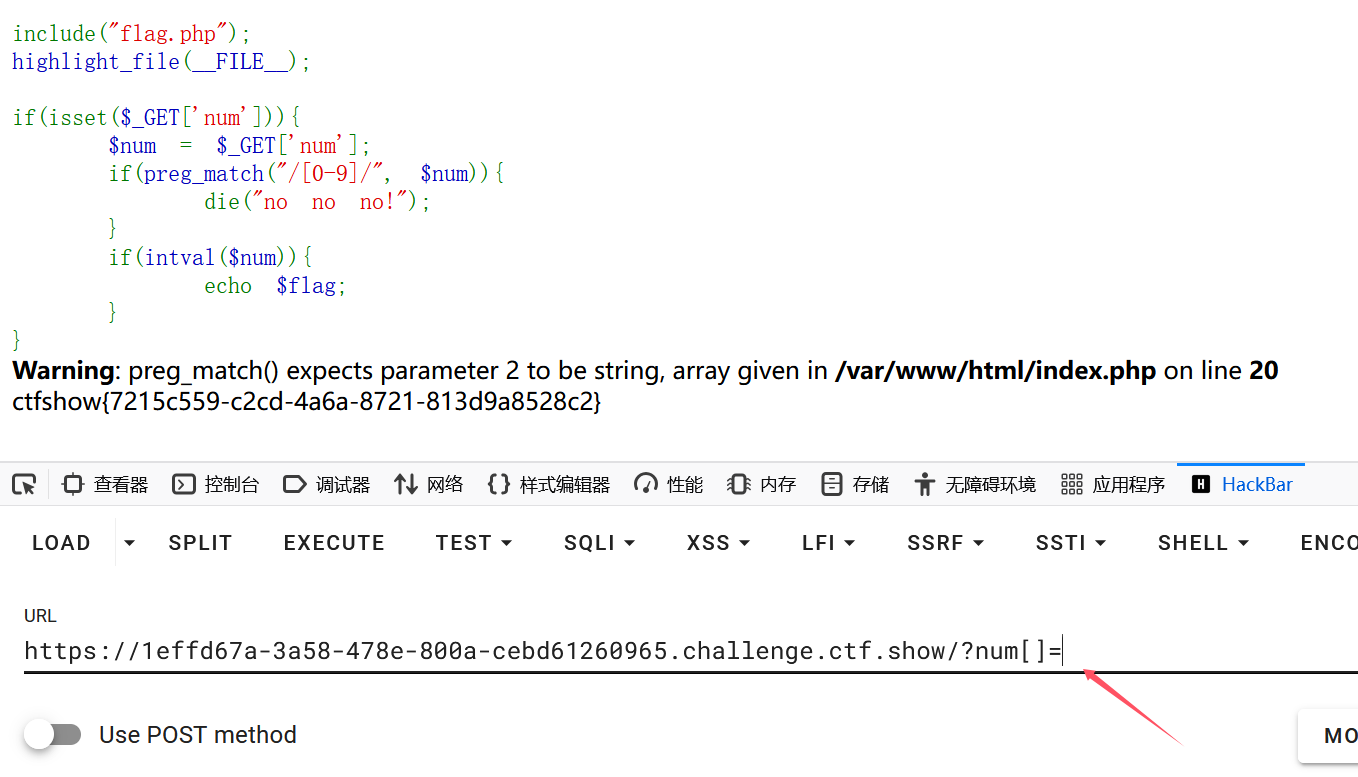 include("flag.php");
highlight_file(__FILE__);
if(isset($_GET['num'])){
$num = $_GET['num'];
if(preg_match("/[0-9]/", $num)){
die("no no no!");
}
if(intval($num)){
echo $flag;
}
}
Warning: preg_match() expects parameter 2 to be string, array given in /var/www/html/index.php on line 20
ctfshow{7215c559-c2cd-4a6a-8721-813d9a8528c2}
查看器 控制台 调试器 网络 样式编辑器 性能 内存 存储 无障碍环境 应用程序 HackBar
LOAD SPLIT EXECUTE TEST SQLI XSS LFI SSRF SSTI SHELL ENCO
URL
https://1effd67a-3a58-478e-800a-cebd61260965.challenge.ctf.show/?num[]=
Use POST method MO